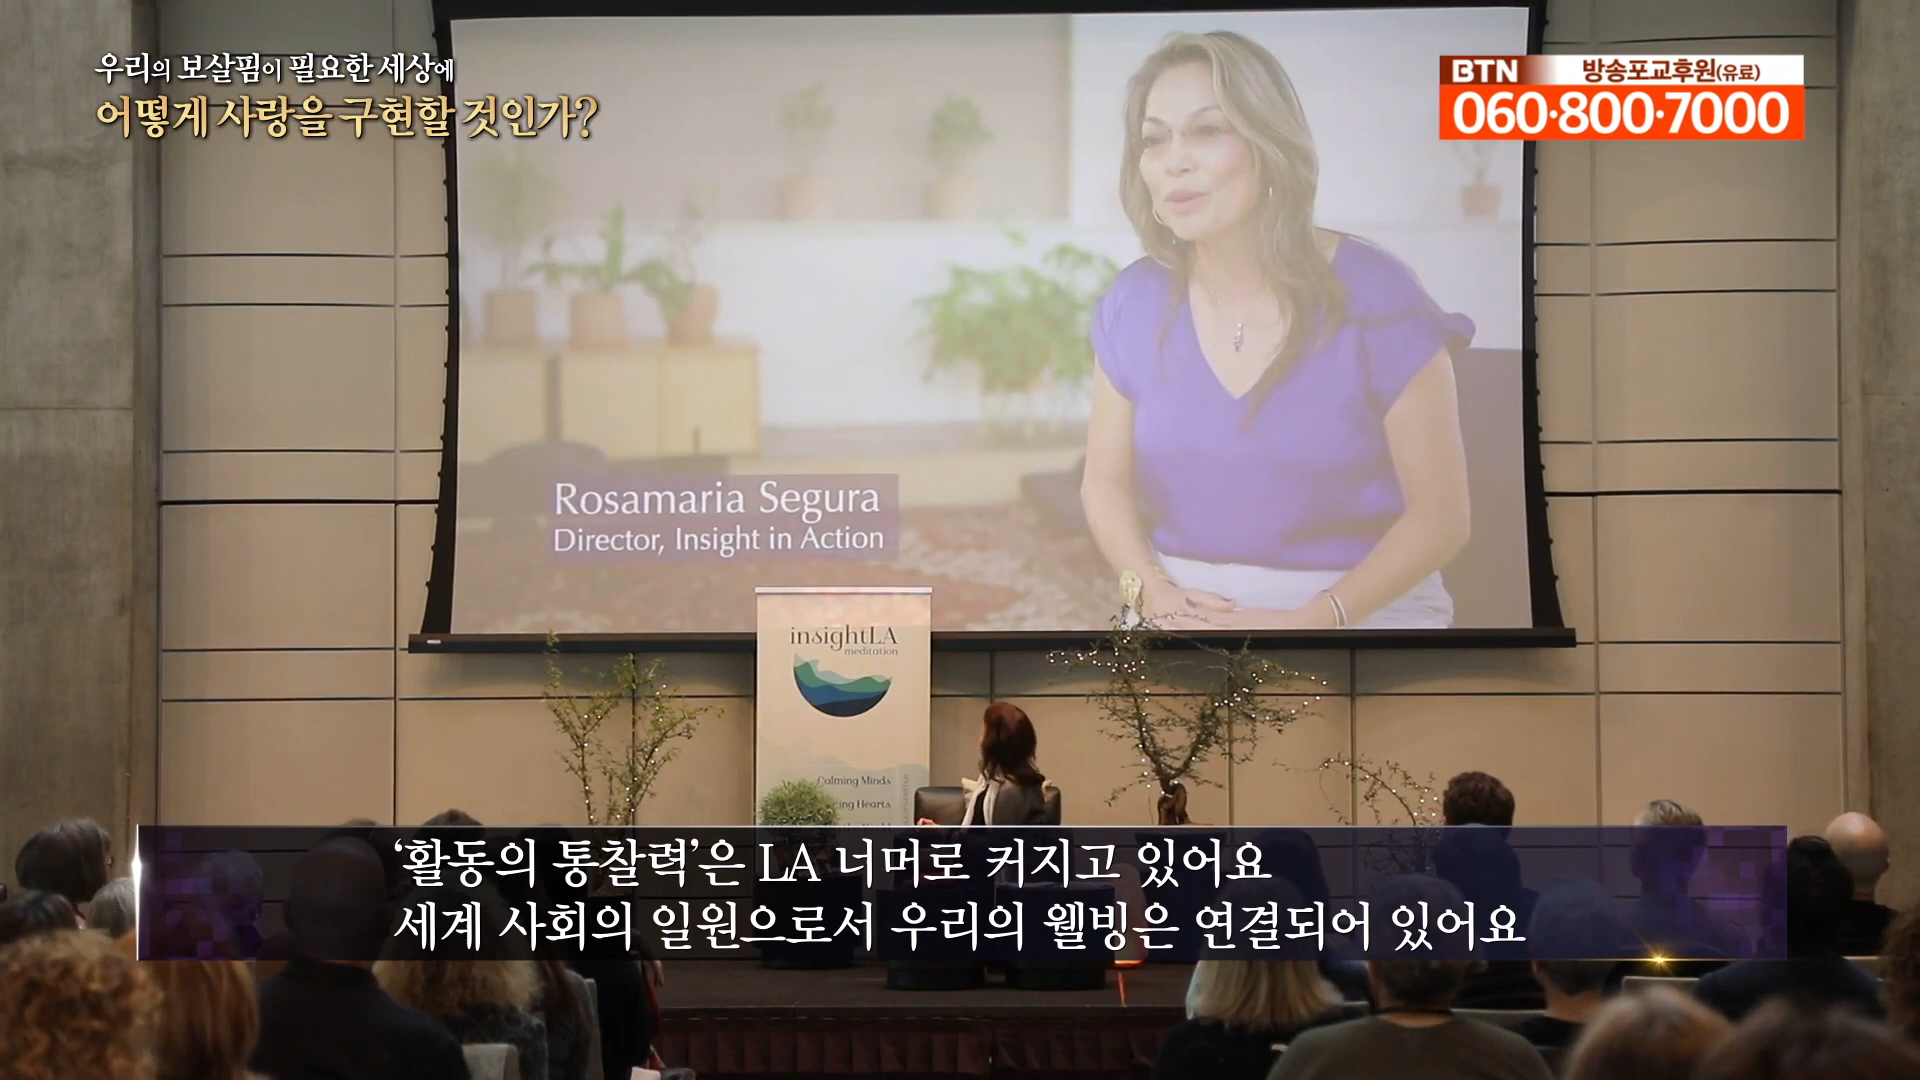 우리의 보살핌이 필요한 세상에
어떻게 사랑을 구현할 것인가?
BTN 방송포교후원(유료)
060·800·7000
Rosamaria Segura
Director, Insight in Action
insightLA
meditation
Calming Minds
Hearts
‘활동의 통찰력’은 LA 너머로 커지고 있어요
세계 사회의 일원으로서 우리의 웰빙은 연결되어 있어요